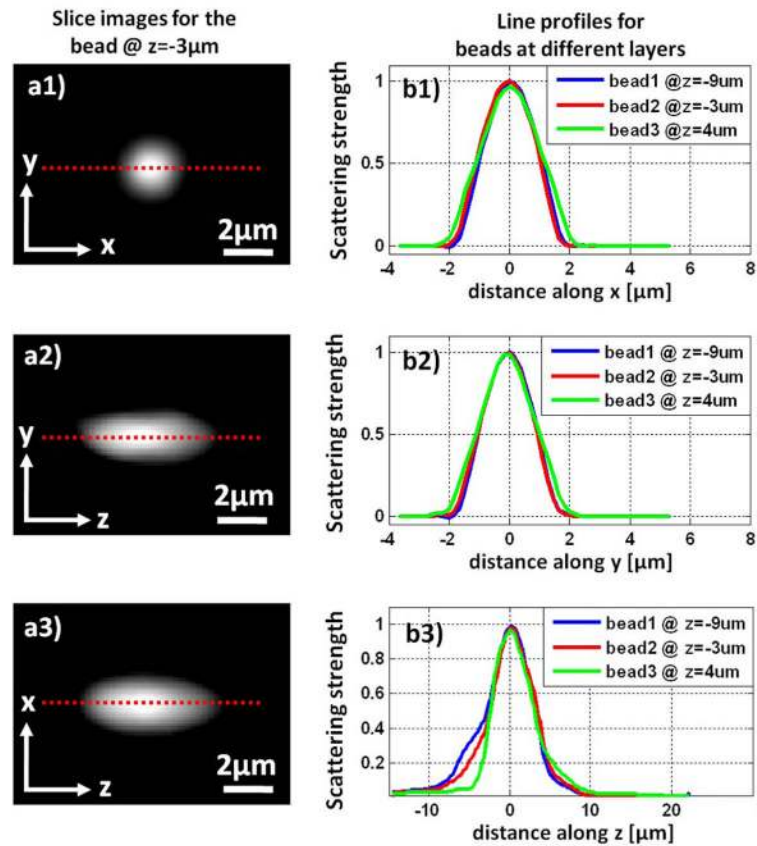 Slice images for the
bead @ z=-3µm
Line profiles for
beads at different layers
a1)
y
x
2µm
b1)
Scattering strength
1
0.5
0
bead1 @z=-9um
bead2 @z=-3um
bead3 @z=4um
-4 -2 0 2 4 6 8
distance along x [µm]
a2)
y
z
2µm
b2)
Scattering strength
1
0.5
0
bead1 @ z=-9um
bead2 @ z=-3um
bead3 @ z=4um
-4 -2 0 2 4 6 8
distance along y [µm]
a3)
x
z
2µm
b3)
Scattering strength
1
0.8
0.6
0.4
0.2
bead1 @ z=-9um
bead2 @ z=-3um
bead3 @ z=4um
-10 0 10 20
distance along z [µm]